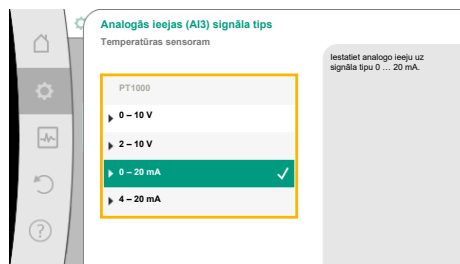 Analogās ieejas (AI3) signāla tips
Temperatūras sensoram
Iestatiet analogo ieeju uz
signāla tipu 0 ... 20 mA.
PT1000
0 – 10 V
2 – 10 V
0 – 20 mA
4 – 20 mA
?